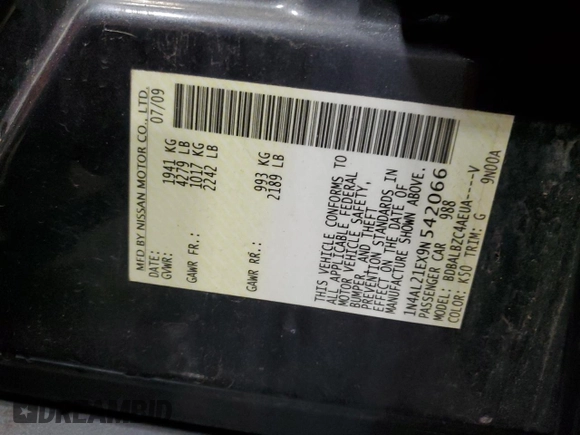 MFD BY NISSAN MOTOR CO., LTD.
DATE: 07/09
GVWR: 1941 KG
4279 LB
GAWR FR.: 1017 KG
2242 LB
GAWR RR.: 993 KG
2189 LB
THIS VEHICLE CONFORMS TO
ALL APPLICABLE FEDERAL
MOTOR VEHICLE SAFETY,
BUMPER, AND THEFT
PREVENTION STANDARDS IN
EFFECT ON THE DATE OF
MANUFACTURE SHOWN ABOVE.
1N4AL21EX9N542066
PASSENGER CAR 988
MODEL: BDBALBZC4AEUA----V
COLOR: K50 TRIM: G 9N00A
DREAMBID